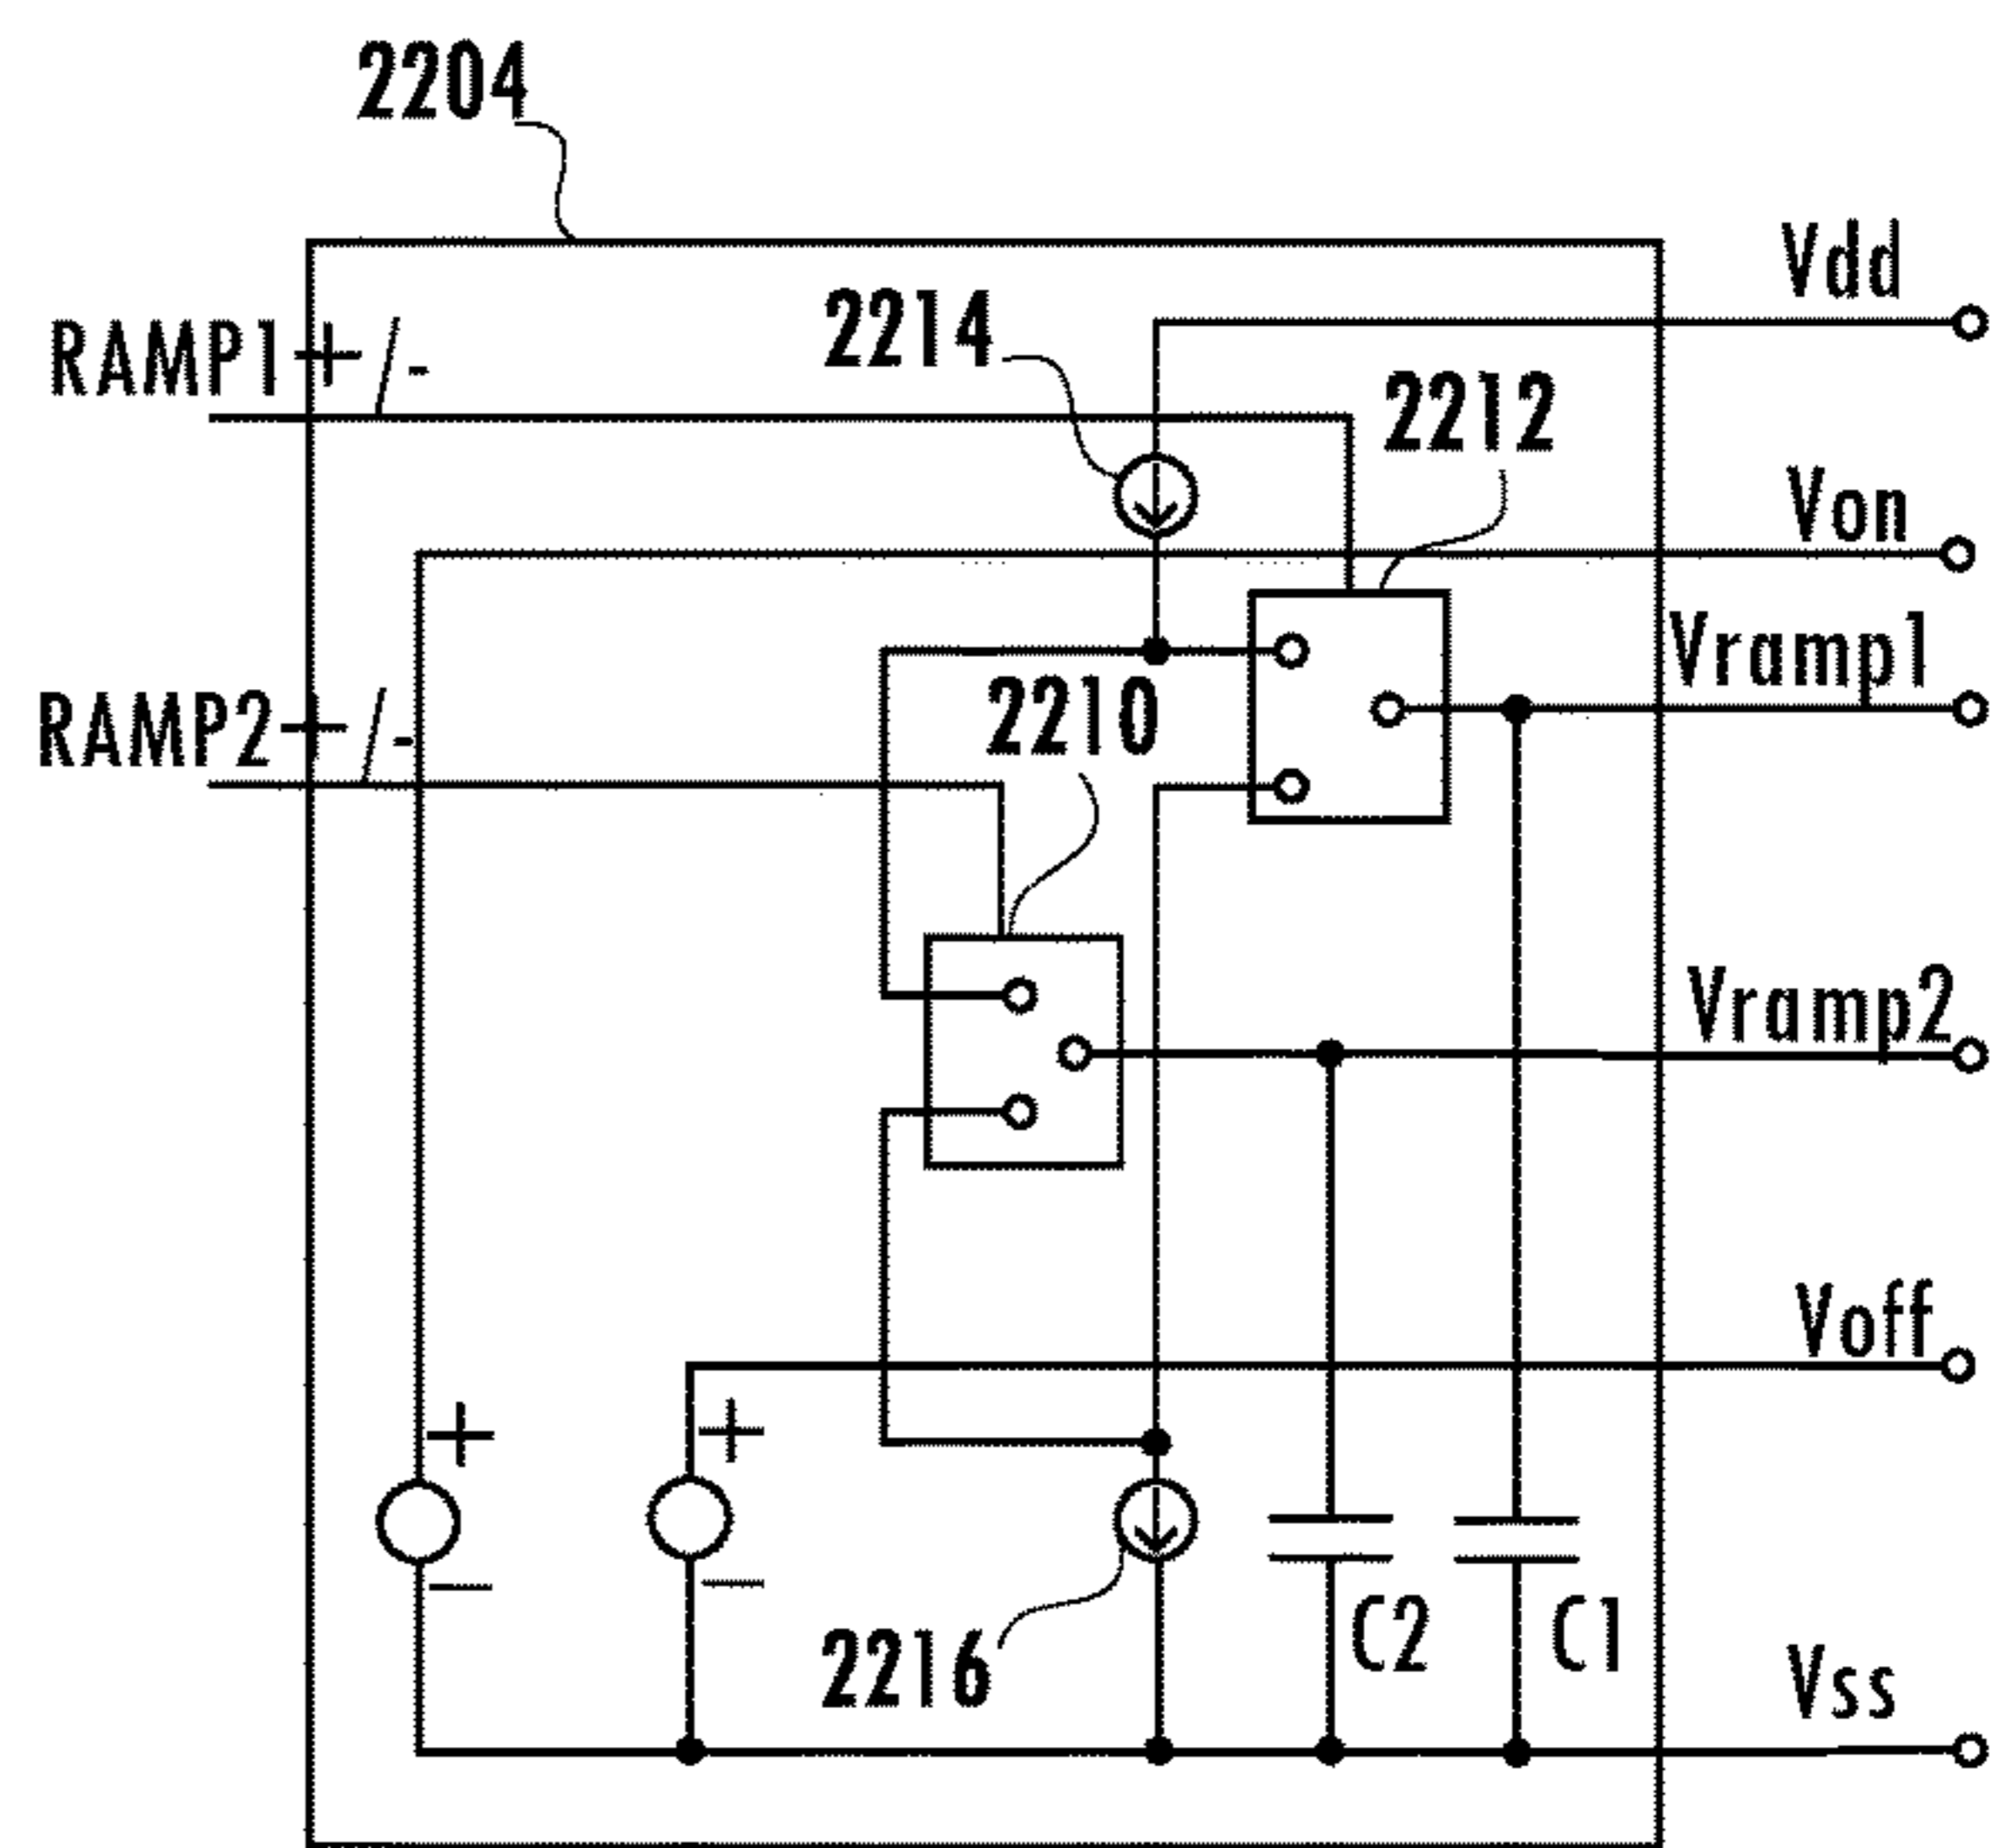 2204
Vdd
2214
RAMP1+/-
2212
Von
Vramp1
2210
RAMP2+/-
Vramp2
Voff
+
+
−
−
2216
C2
C1
Vss